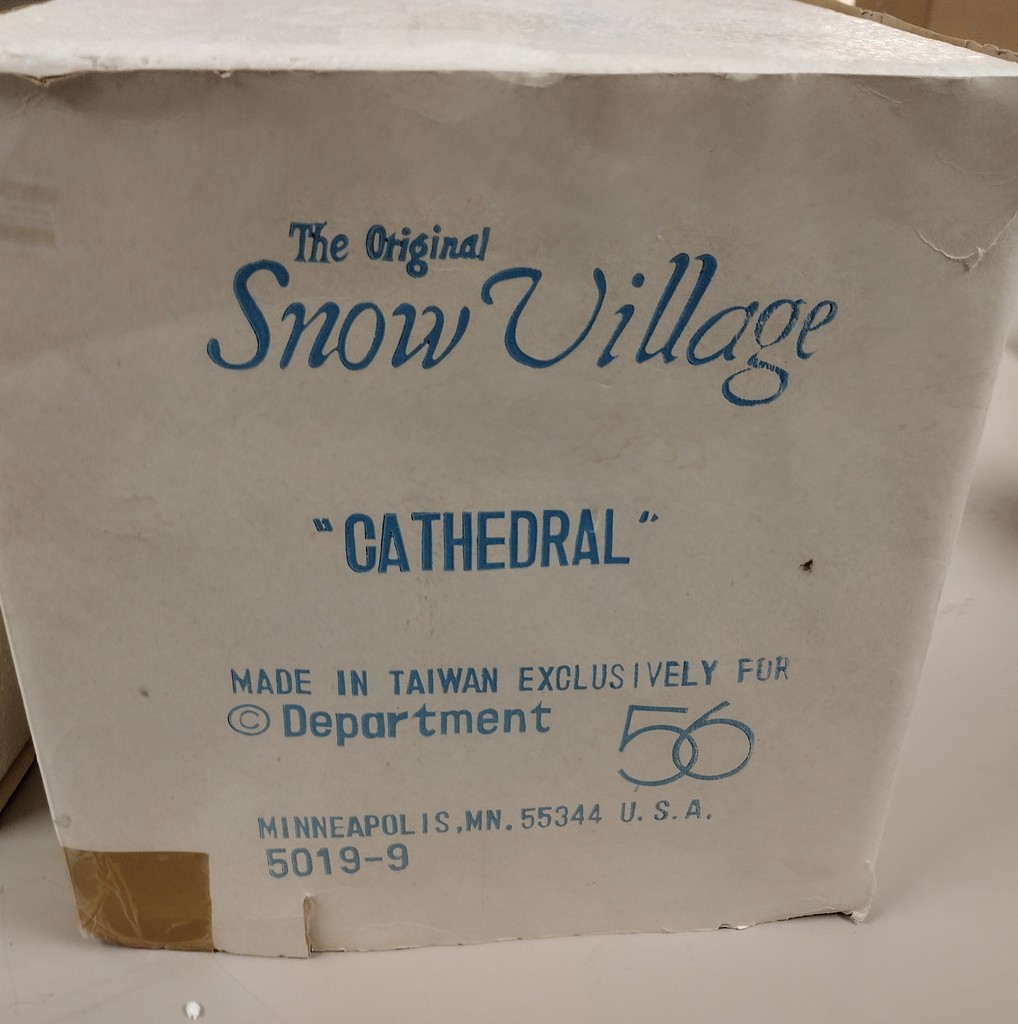 The Original
Snow Village
"CATHEDRAL"
MADE IN TAIWAN EXCLUSIVELY FOR
© Department 56
MINNEAPOLIS, MN. 55344 U.S.A.
5019-9